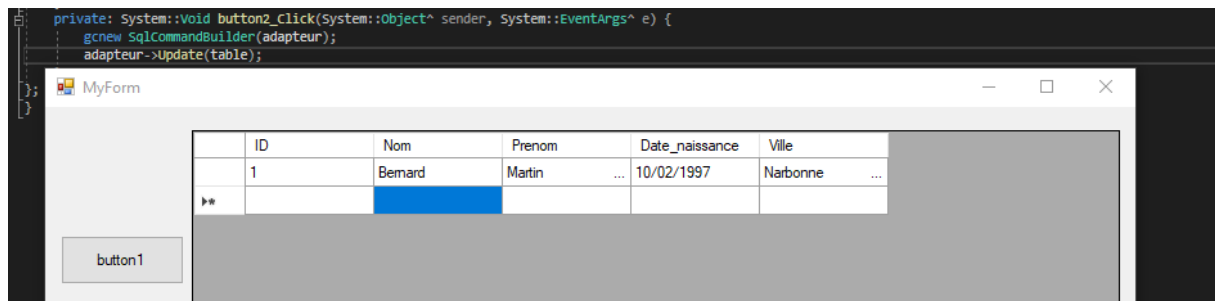 private: System::Void button2_Click(System::Object^ sender, System::EventArgs^ e) {
gcnew SqlCommandBuilder(adapteur);
adapteur->Update(table);
};
}
MyForm
ID Nom Prenom Date_naissance Ville
1 Bernard Martin ... 10/02/1997 Narbonne ...
button1